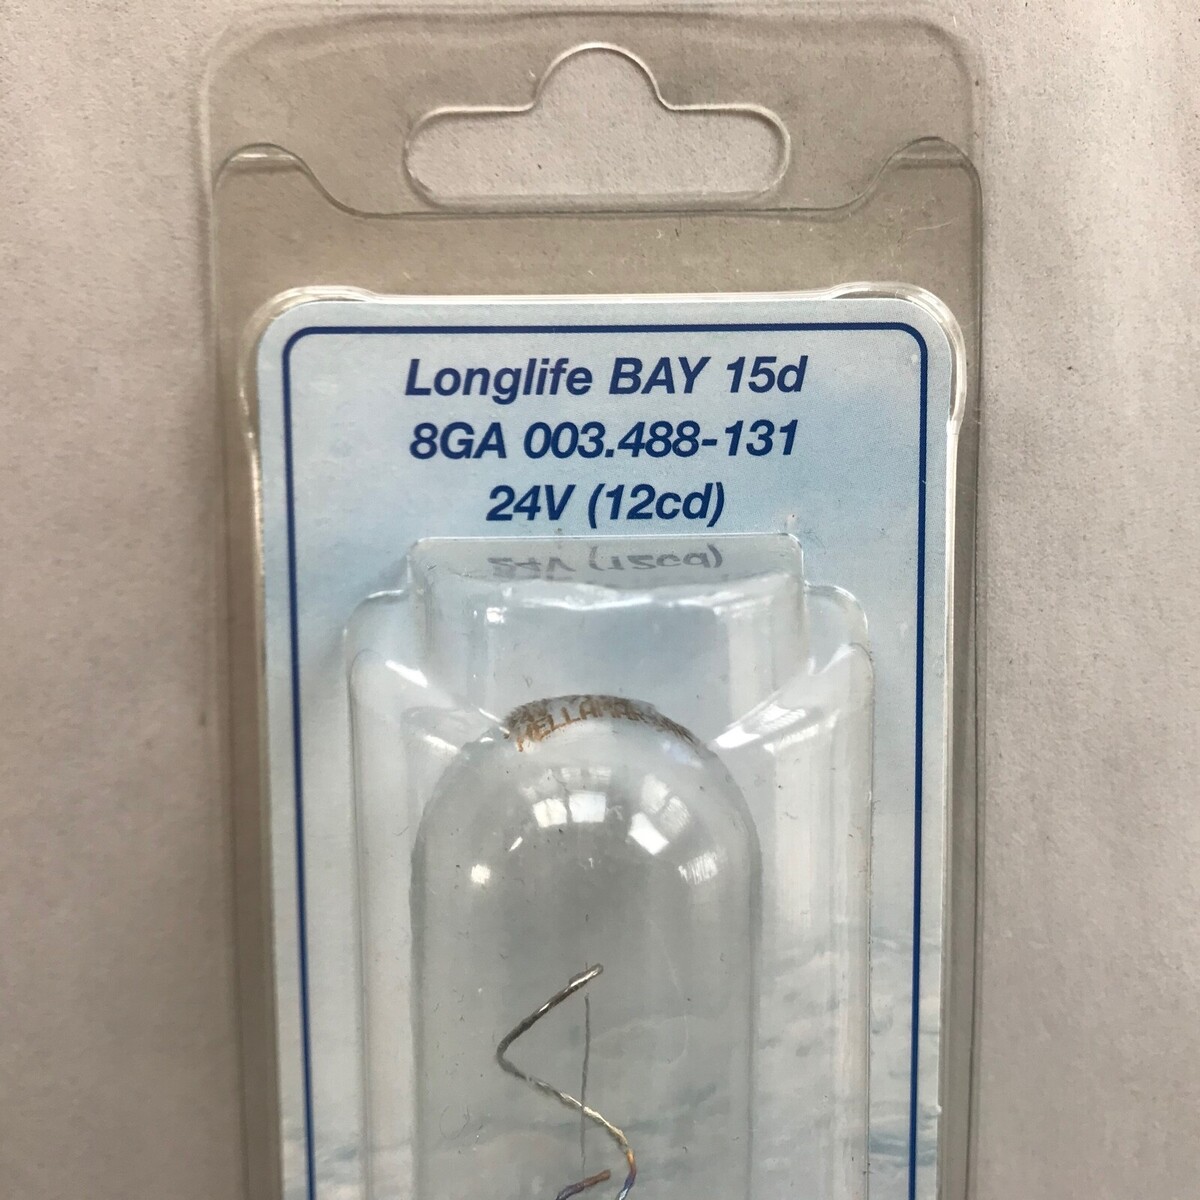 Longlife BAY 15d
8GA 003.488-131
24V (12cd)